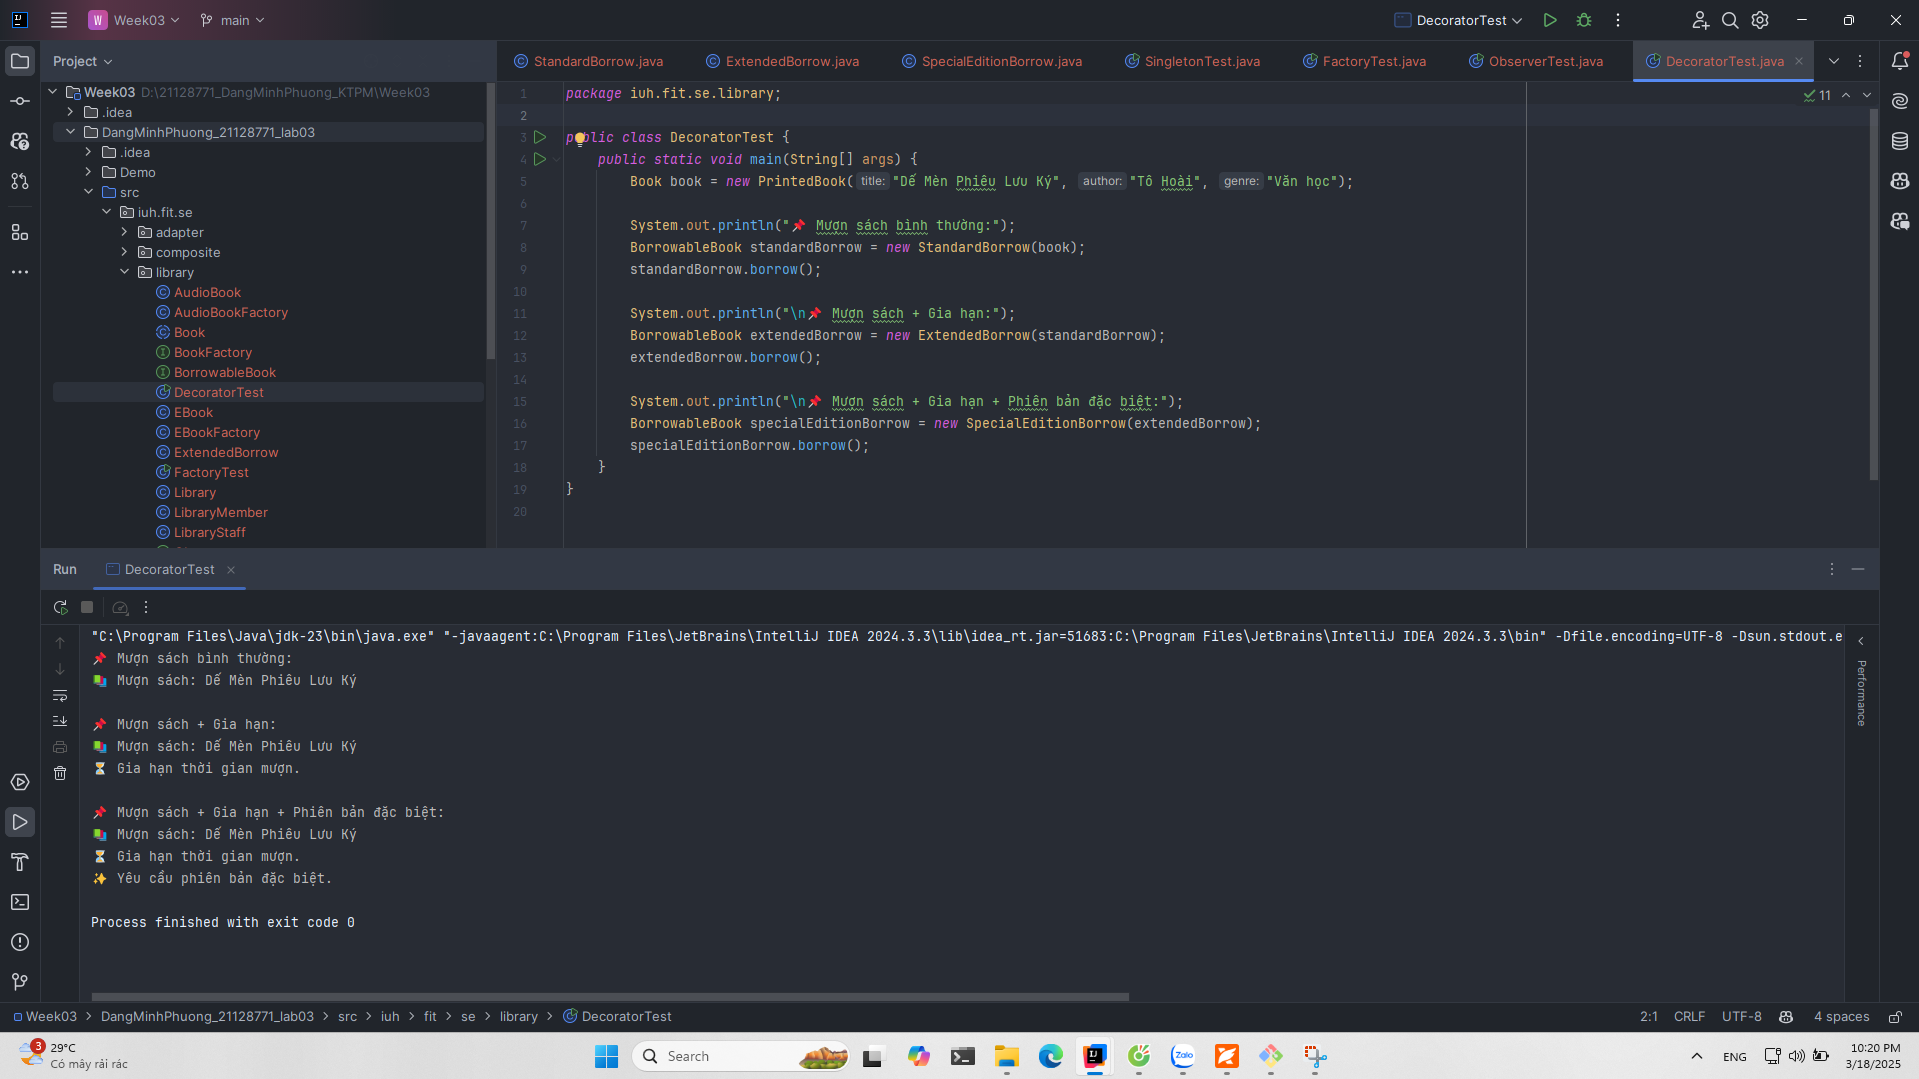 W Week03 main DecoratorTest
Project
StandardBorrow.java ExtendedBorrow.java SpecialEditionBorrow.java SingletonTest.java FactoryTest.java ObserverTest.java DecoratorTest.java
Week03 D:\21128771_DangMinhPhuong_KTPM\Week03
.idea
DangMinhPhuong_21128771_lab03
.idea
Demo
src
iuh.fit.se
adapter
composite
library
AudioBook
AudioBookFactory
Book
BookFactory
BorrowableBook
DecoratorTest
EBook
EBookFactory
ExtendedBorrow
FactoryTest
Library
LibraryMember
LibraryStaff
11
1 package iuh.fit.se.library;
2
3 public class DecoratorTest {
4 public static void main(String[] args) {
5 Book book = new PrintedBook( title: "Dế Mèn Phiêu Lưu Ký", author: "Tô Hoài", genre: "Văn học");
6
7 System.out.println("📌 Mượn sách bình thường:");
8 BorrowableBook standardBorrow = new StandardBorrow(book);
9 standardBorrow.borrow();
10
11 System.out.println("\n📌 Mượn sách + Gia hạn:");
12 BorrowableBook extendedBorrow = new ExtendedBorrow(standardBorrow);
13 extendedBorrow.borrow();
14
15 System.out.println("\n📌 Mượn sách + Gia hạn + Phiên bản đặc biệt:");
16 BorrowableBook specialEditionBorrow = new SpecialEditionBorrow(extendedBorrow);
17 specialEditionBorrow.borrow();
18 }
19 }
20
Run DecoratorTest
"C:\Program Files\Java\jdk-23\bin\java.exe" "-javaagent:C:\Program Files\JetBrains\IntelliJ IDEA 2024.3.3\lib\idea_rt.jar=51683:C:\Program Files\JetBrains\IntelliJ IDEA 2024.3.3\bin" -Dfile.encoding=UTF-8 -Dsun.stdout.e
📌 Mượn sách bình thường:
📚 Mượn sách: Dế Mèn Phiêu Lưu Ký
📌 Mượn sách + Gia hạn:
📚 Mượn sách: Dế Mèn Phiêu Lưu Ký
⏳ Gia hạn thời gian mượn.
📌 Mượn sách + Gia hạn + Phiên bản đặc biệt:
📚 Mượn sách: Dế Mèn Phiêu Lưu Ký
⏳ Gia hạn thời gian mượn.
✨ Yêu cầu phiên bản đặc biệt.
Process finished with exit code 0
Performance
Week03 > DangMinhPhuong_21128771_lab03 > src > iuh > fit > se > library > DecoratorTest
2:1 CRLF UTF-8 4 spaces
3
29°C
Có mây rải rác
Search
Zalo
ENG
10:20 PM
3/18/2025